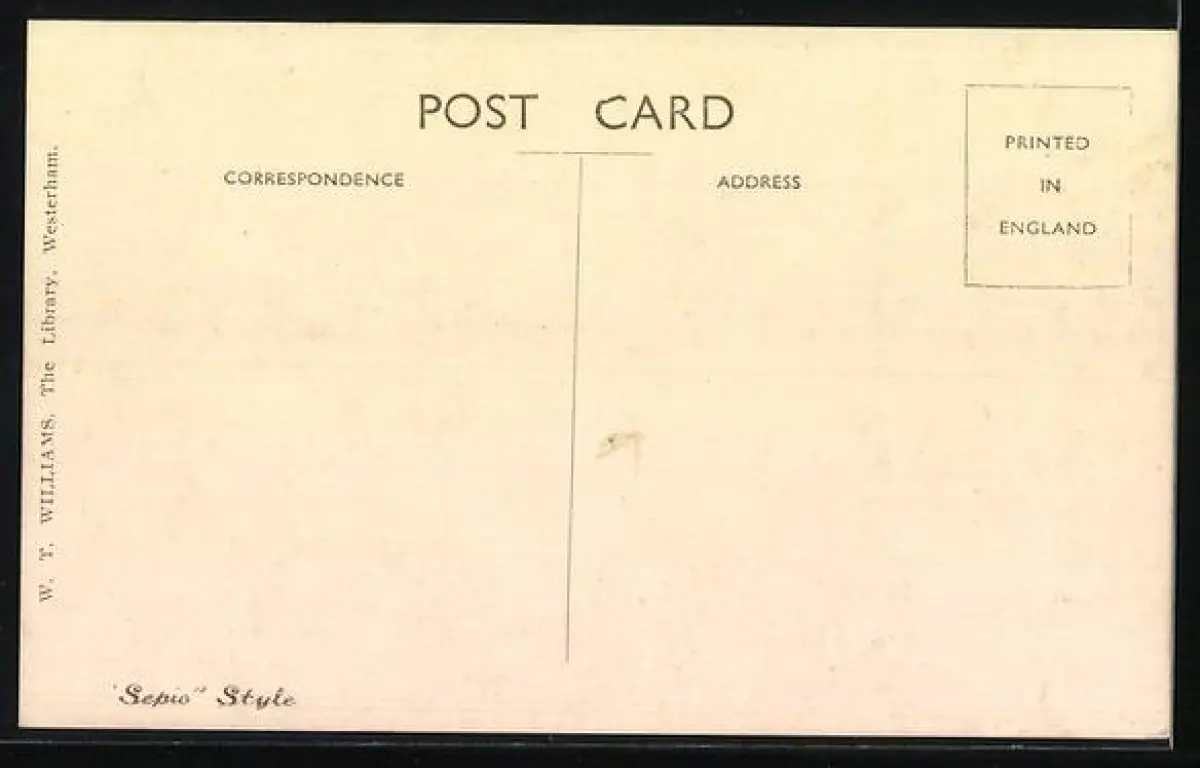 POST CARD
CORRESPONDENCE
ADDRESS
PRINTED
IN
ENGLAND
W. T. WILLIAMS, The Library, Westerham.
"Sepio" Style